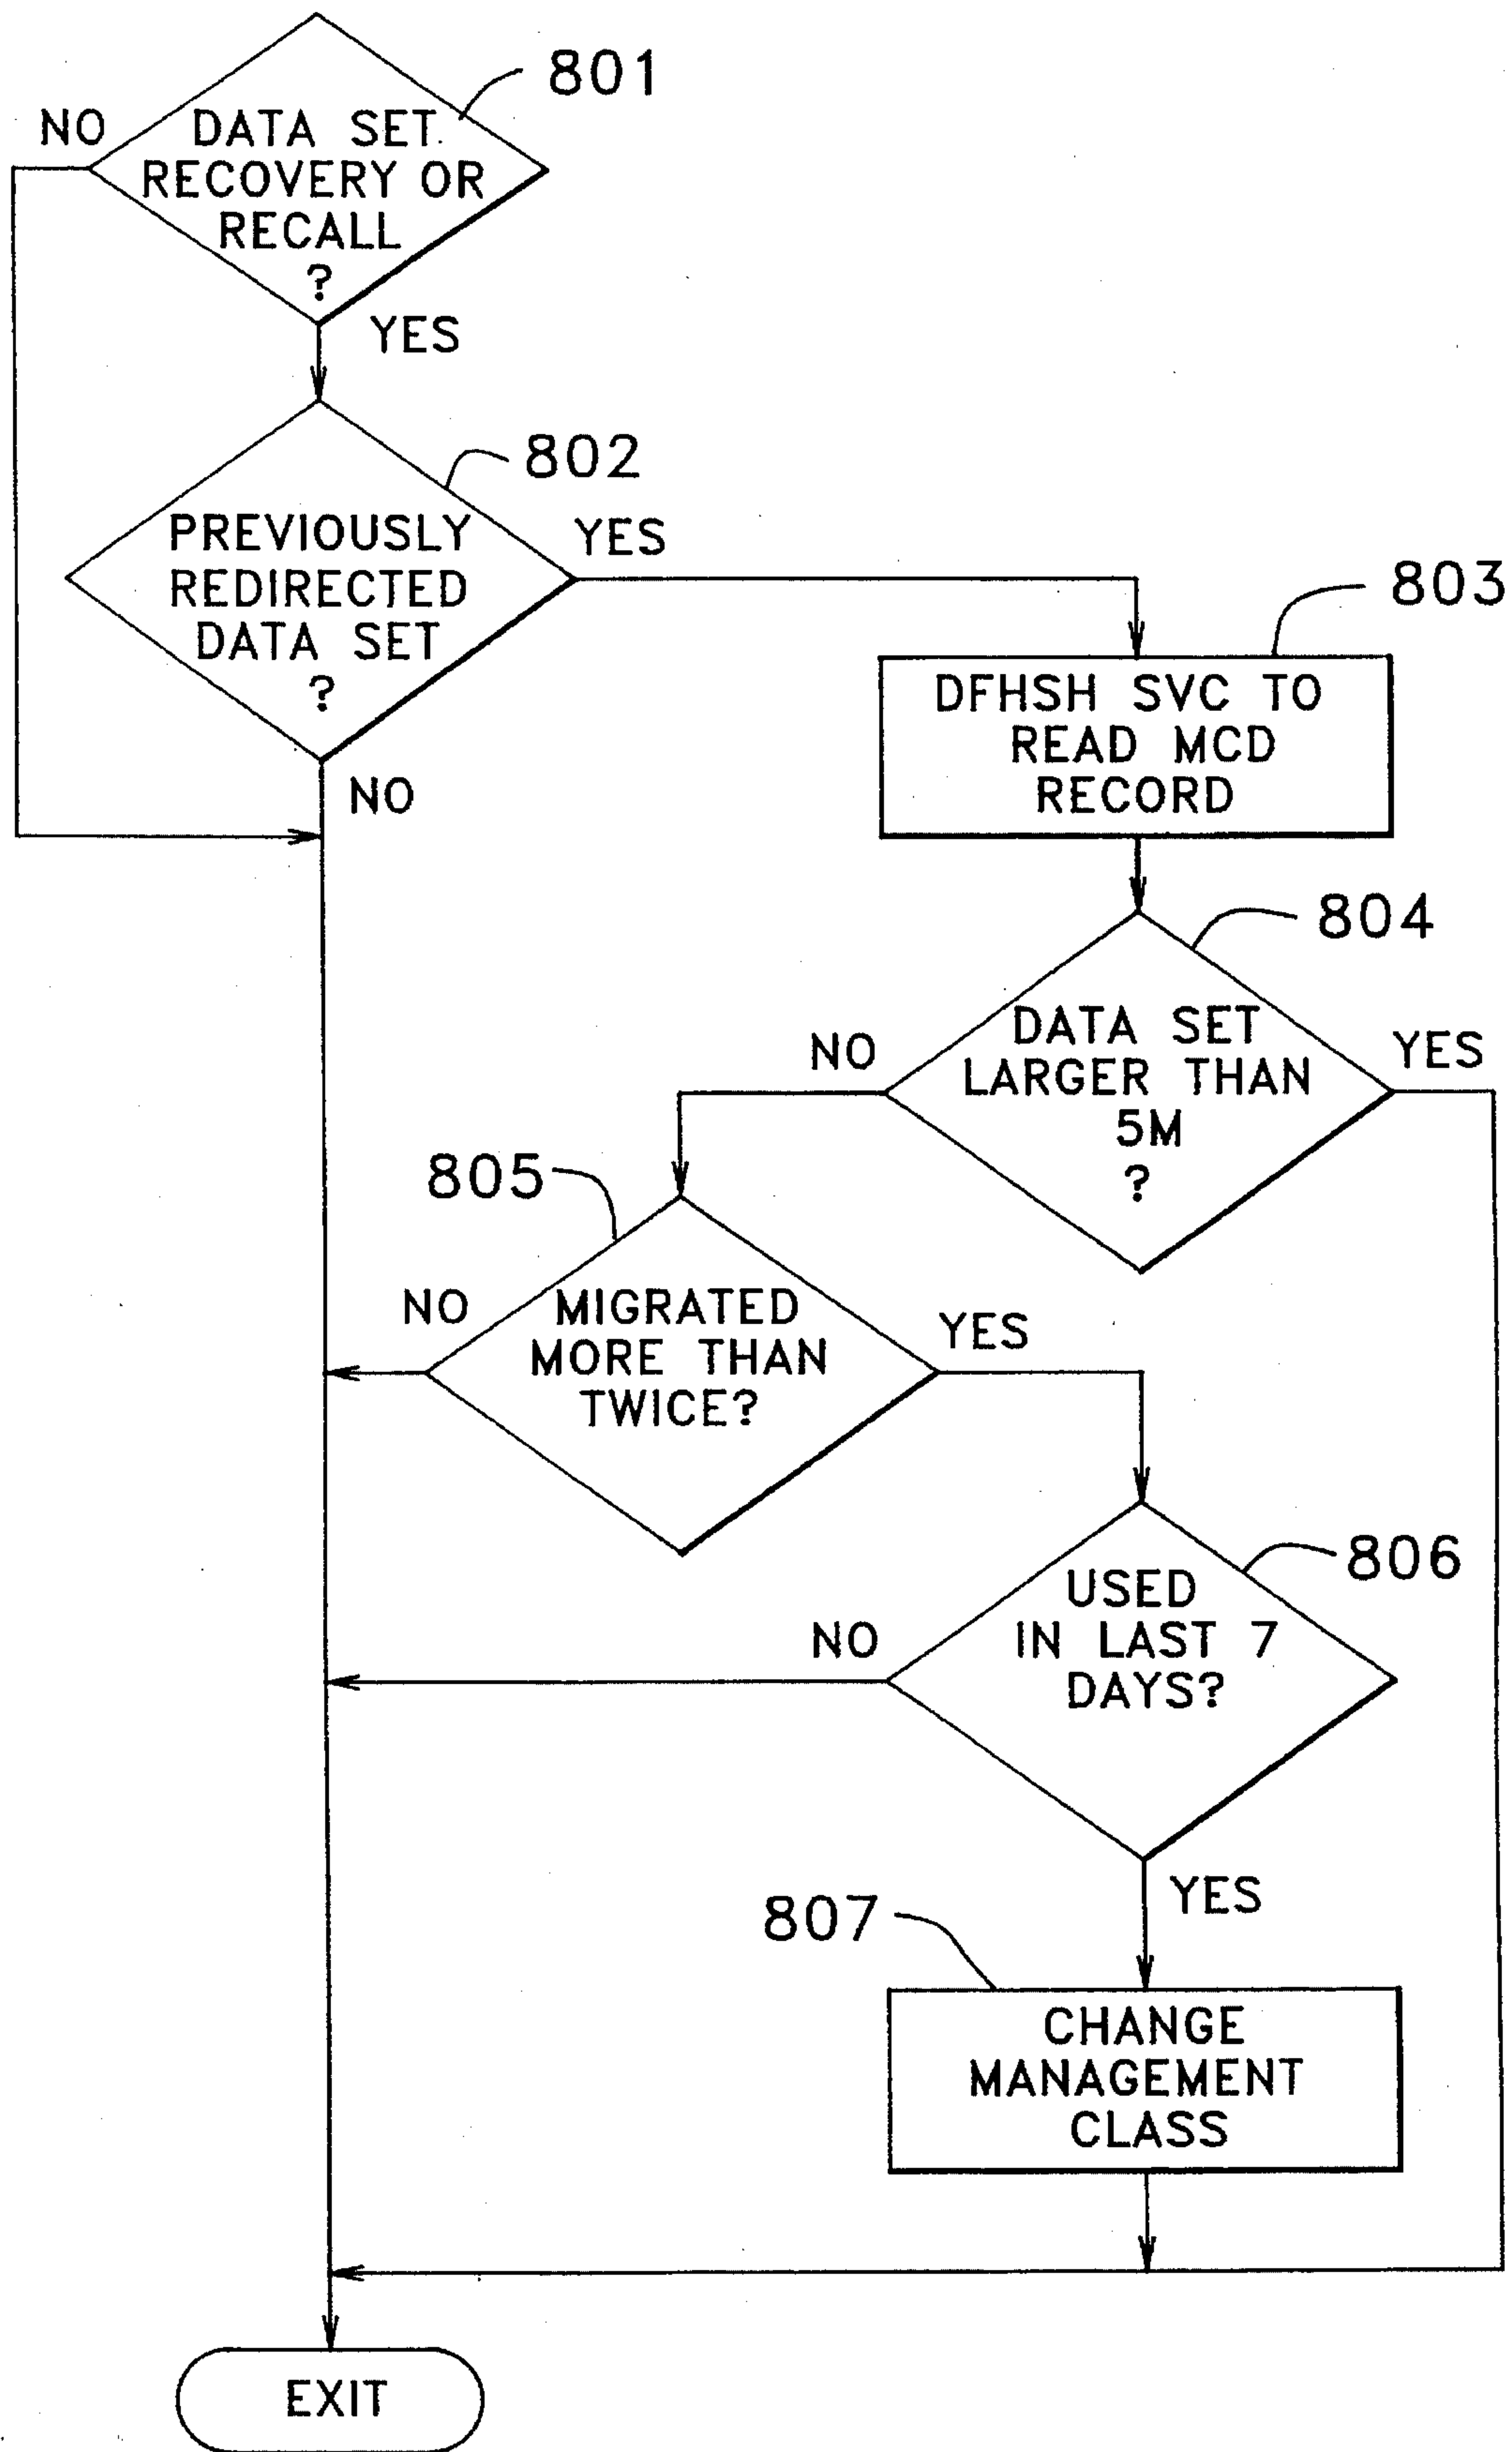 801
NO
DATA SET
RECOVERY OR
RECALL
?
YES
802
PREVIOUSLY
REDIRECTED
DATA SET
?
YES
NO
803
DFHSH SVC TO
READ MCD
RECORD
804
DATA SET
LARGER THAN
5M
?
NO
YES
805
MIGRATED
MORE THAN
TWICE?
NO
YES
806
USED
IN LAST 7
DAYS?
NO
YES
807
CHANGE
MANAGEMENT
CLASS
EXIT